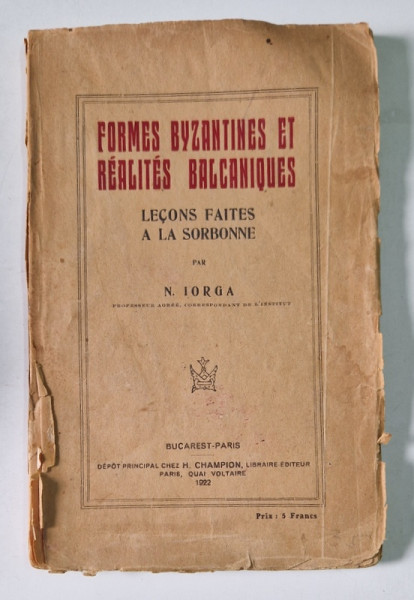 FORMES BYZANTINES ET
RÉALITÉS BALCANIQUES
LEÇONS FAITES
A LA SORBONNE
PAR
N. IORGA
PROFESSEUR AGRÉÉ, CORRESPONDANT DE L'INSTITUT
BUCAREST-PARIS
DÉPÔT PRINCIPAL CHEZ H. CHAMPION, LIBRAIRE-ÉDITEUR
PARIS, QUAI VOLTAIRE
1922
Prix : 5 Francs